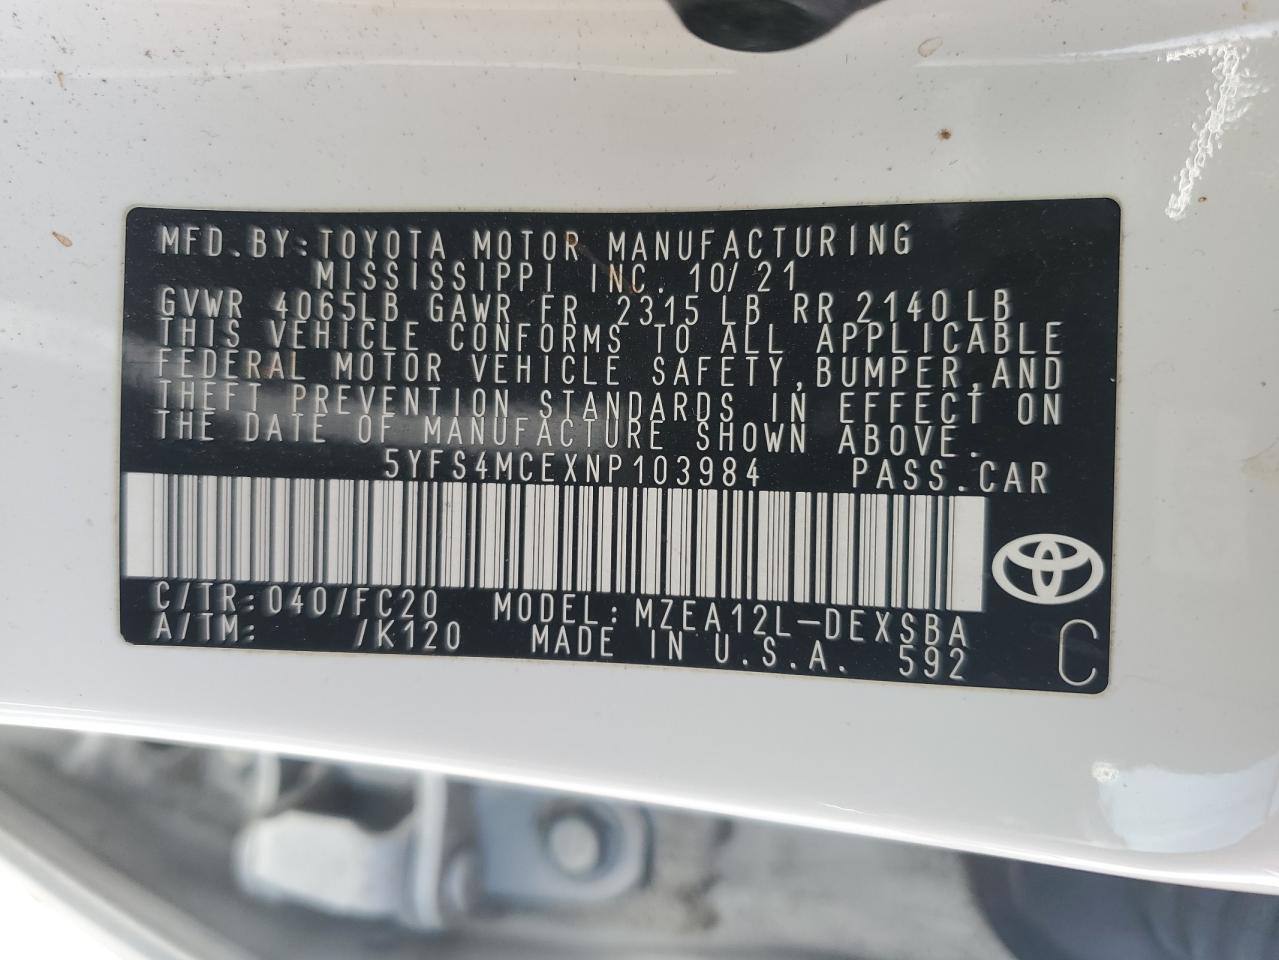 MFD.BY:TOYOTA MOTOR MANUFACTURING
MISSISSIPPI INC. 10/21
GVWR 4065LB GAWR FR 2315 LB RR 2140LB
THIS VEHICLE CONFORMS TO ALL APPLICABLE
FEDERAL MOTOR VEHICLE SAFETY,BUMPER,AND
THEFT PREVENTION STANDARDS IN EFFECT ON
THE DATE OF MANUFACTURE SHOWN ABOVE.
5YFS4MCEXNP103984 PASS.CAR
C/TR:040/FC20 MODEL:MZEA12L-DEXSBA
A/TM: /K120 MADE IN U.S.A. 592
C